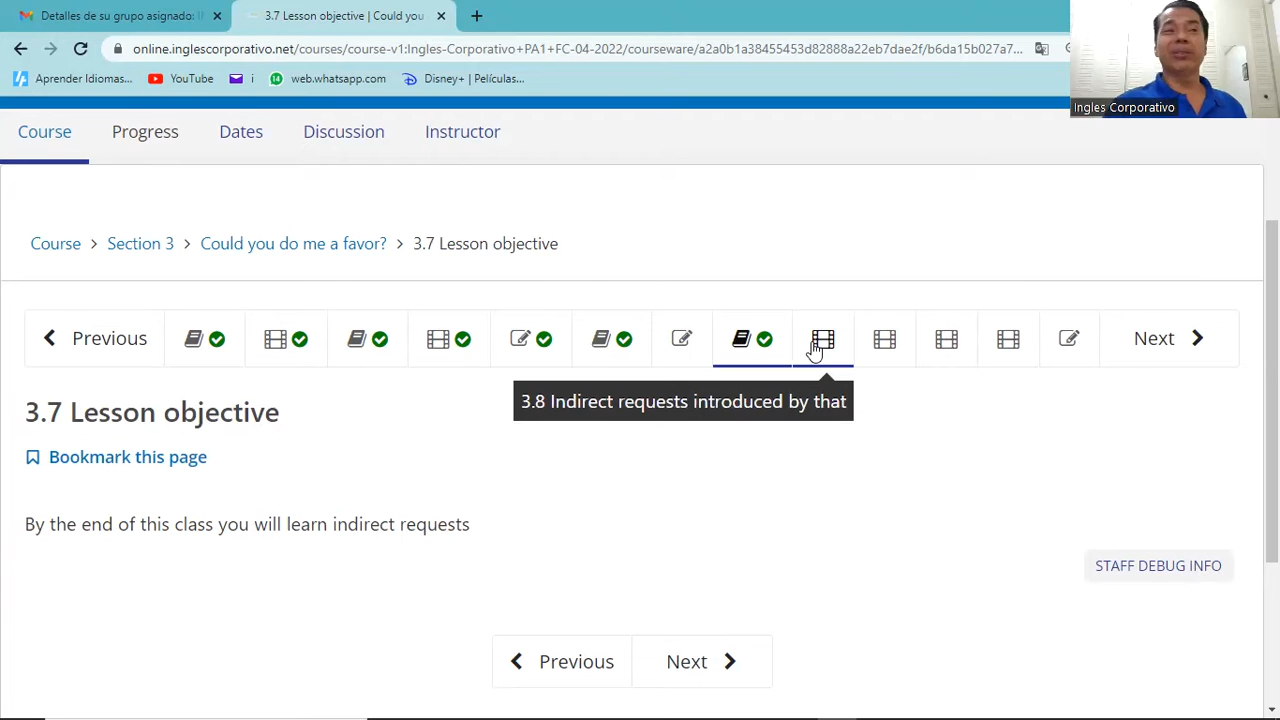 Detalles de su grupo asignado: I
3.7 Lesson objective | Could you
online.inglescorporativo.net/courses/course-v1:Ingles-Corporativo+PA1+FC-04-2022/courseware/a2a0b1a38455453d82888a22eb7dae2f/b6da15b027a7...
Aprender Idiomas...
YouTube
i
web.whatsapp.com
Disney+ - Películas...
Ingles Corporativo
Course
Progress
Dates
Discussion
Instructor
Course > Section 3 > Could you do me a favor? > 3.7 Lesson objective
Previous
Next
3.8 Indirect requests introduced by that
3.7 Lesson objective
Bookmark this page
By the end of this class you will learn indirect requests
STAFF DEBUG INFO
Previous
Next